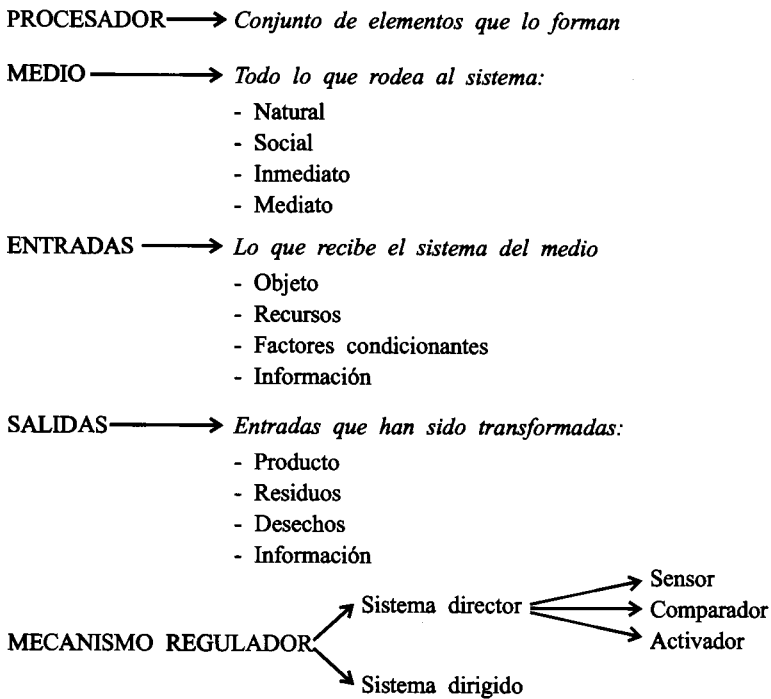 PROCESADOR Conjunto de elementos que lo forman
MEDIO Todo lo que rodea al sistema:
- Natural
- Social
- Inmediato
- Mediato
ENTRADAS Lo que recibe el sistema del medio
- Objeto
- Recursos
- Factores condicionantes
- Información
SALIDAS Entradas que han sido transformadas:
- Producto
- Residuos
- Desechos
- Información
MECANISMO REGULADOR
Sistema director
Sensor
Comparador
Activador
Sistema dirigido